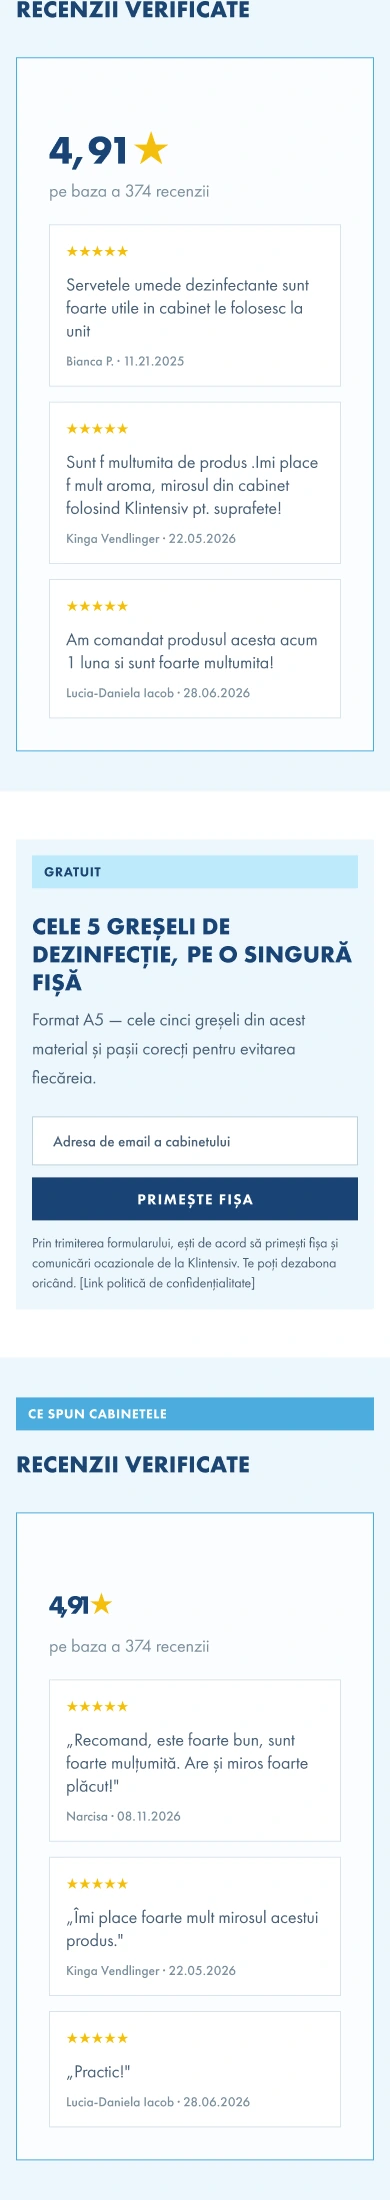 RECENZII VERIFICATE
4,91★
pe baza a 374 recenzii
★★★★★
Servetele umede dezinfectante sunt
foarte utile in cabinet le folosesc la
unit
Bianca P. · 11.21.2025
★★★★★
Sunt f multumita de produs .Imi place
f mult aroma, mirosul din cabinet
folosind Klintensiv pt. suprafete!
Kinga Vendlinger · 22.05.2026
★★★★★
Am comandat produsul acesta acum
1 luna si sunt foarte multumita!
Lucia-Daniela Iacob · 28.06.2026
GRATUIT
CELE 5 GREȘELI DE
DEZINFECȚIE, PE O SINGURĂ
FIȘĂ
Format A5 — cele cinci greșeli din acest
material și pașii corecți pentru evitarea
fiecăreia.
Adresa de email a cabinetului
PRIMEȘTE FIȘA
Prin trimiterea formularului, ești de acord să primești fișa și
comunicări ocazionale de la Klintensiv. Te poți dezabona
oricând. [Link politică de confidențialitate]
CE SPUN CABINETELE
RECENZII VERIFICATE
4,91★
pe baza a 374 recenzii
★★★★★
„Recomand, este foarte bun, sunt
foarte mulțumită. Are și miros foarte
plăcut!"
Narcisa · 08.11.2026
★★★★★
„Îmi place foarte mult mirosul acestui
produs."
Kinga Vendlinger · 22.05.2026
★★★★★
„Practic!"
Lucia-Daniela Iacob · 28.06.2026